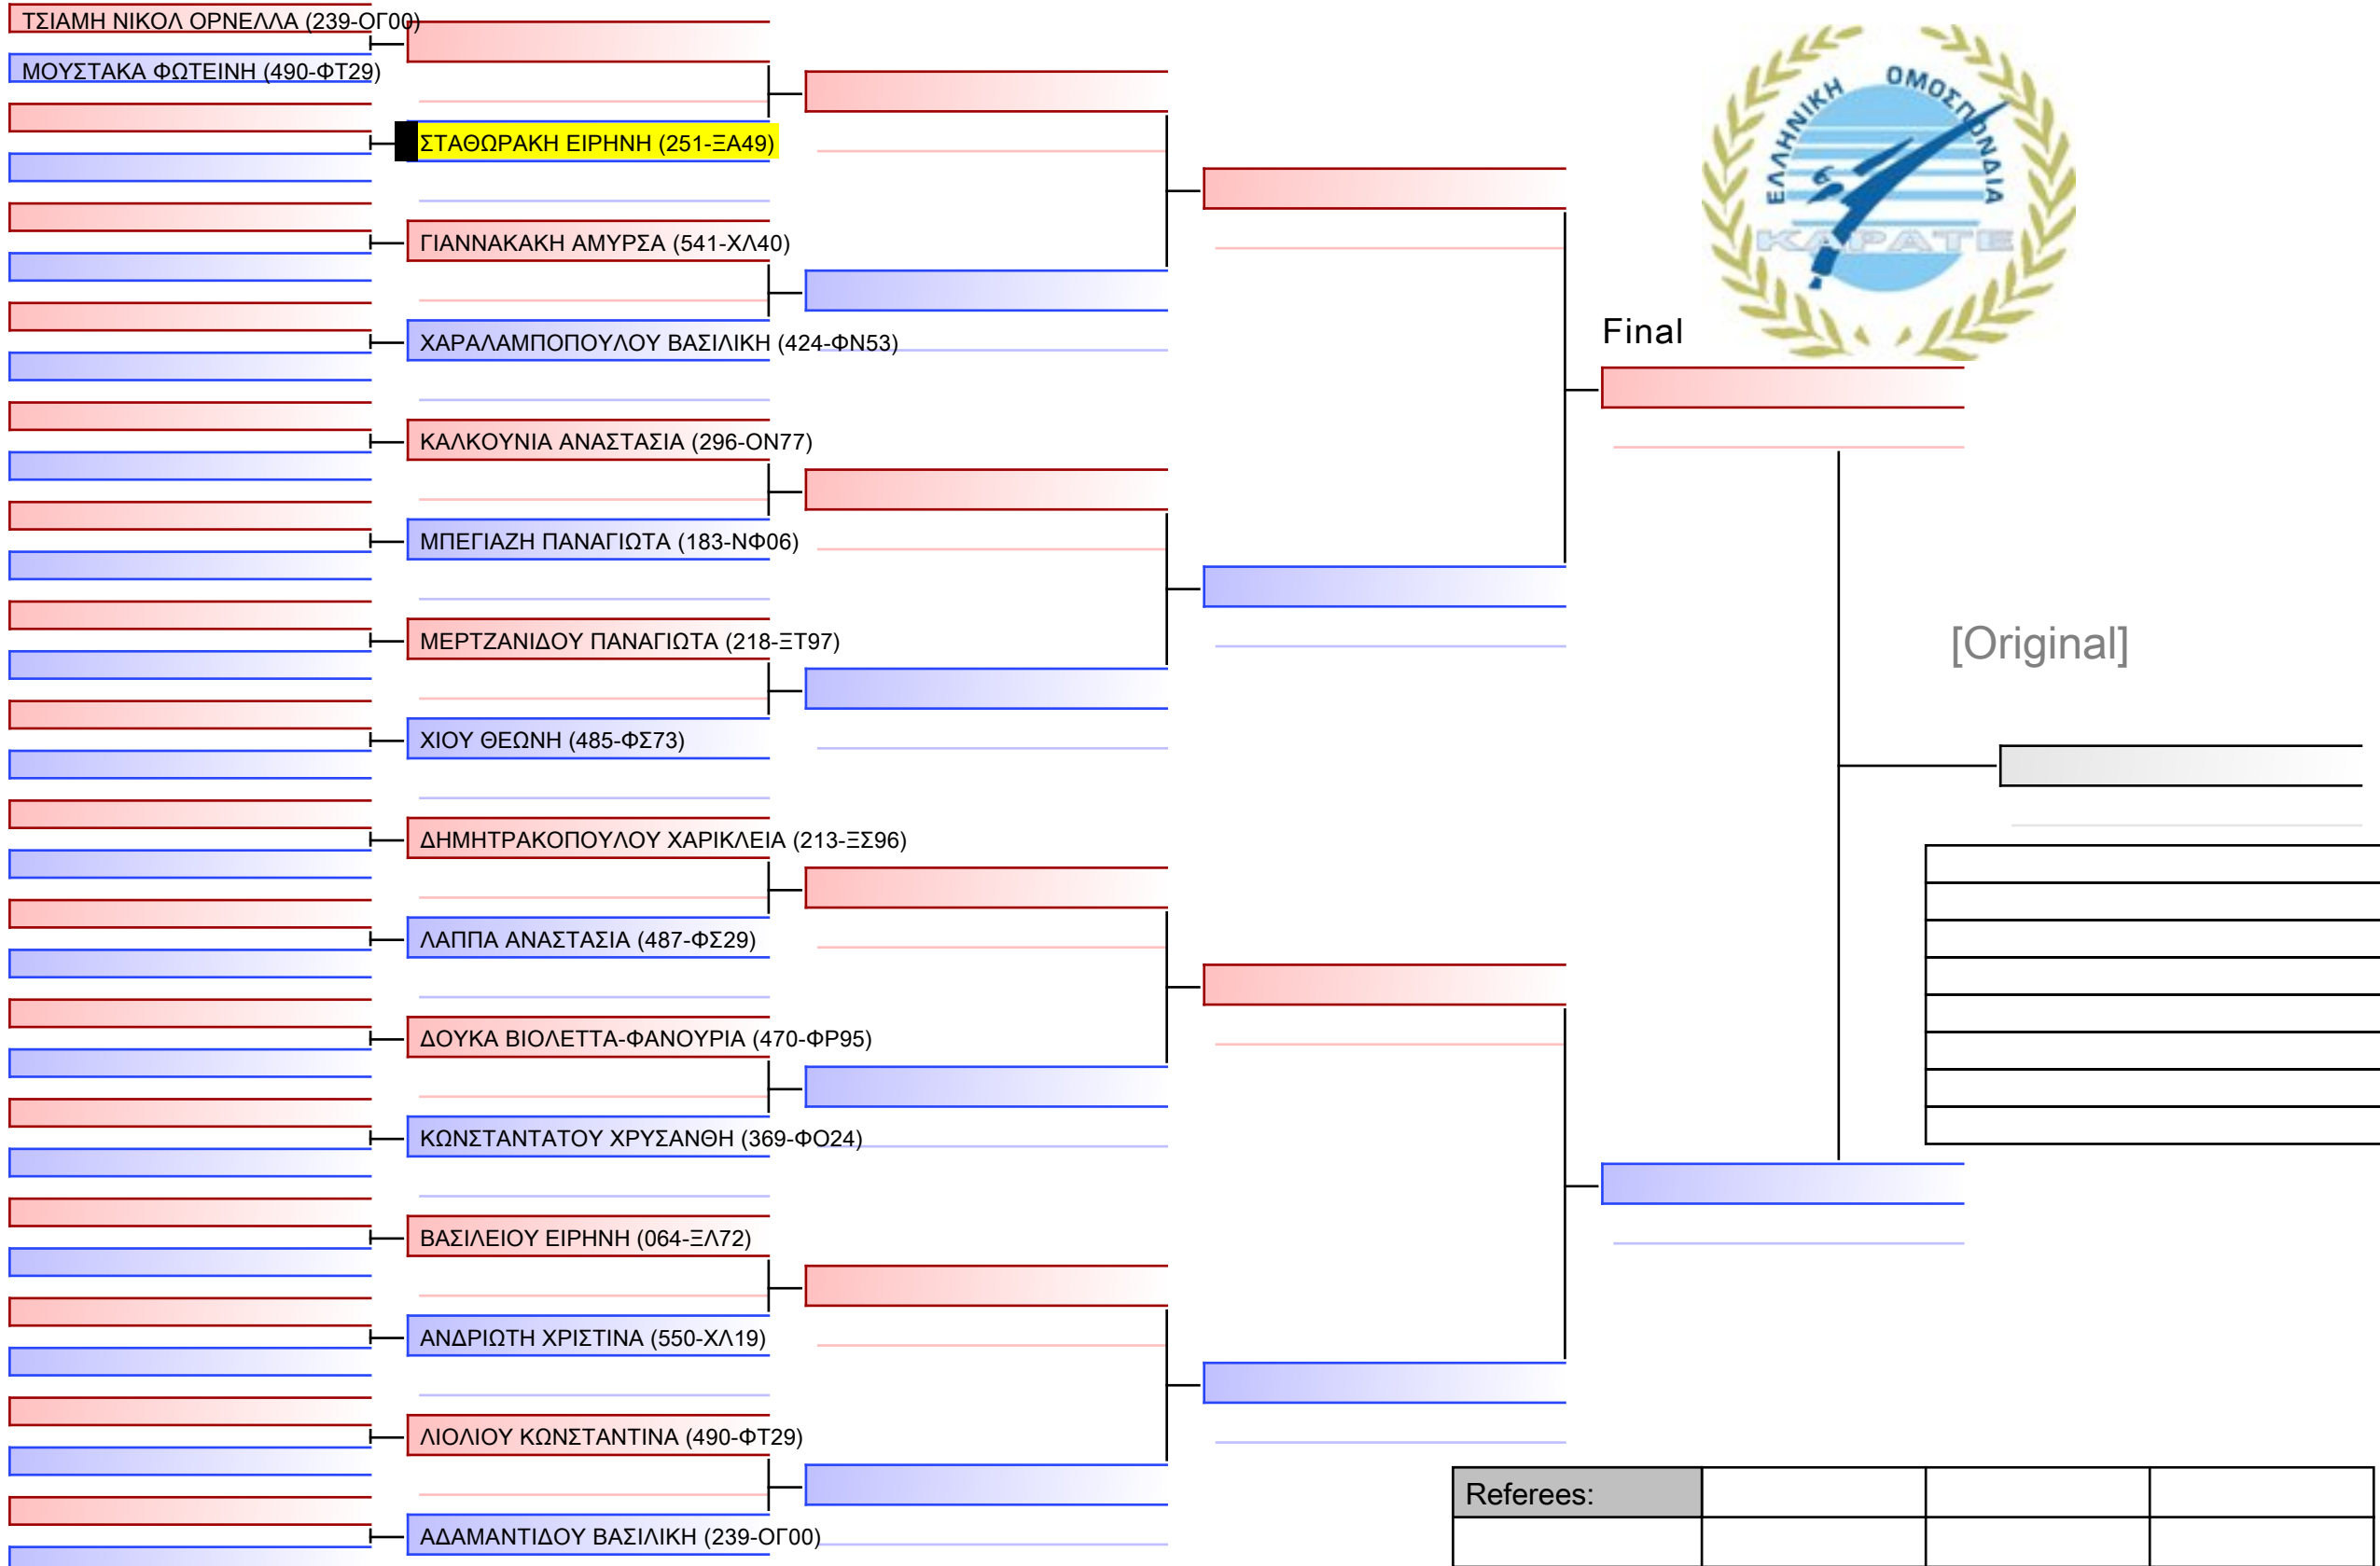 ΤΣΙΑΜΗ ΝΙΚΟΛ ΟΡΝΕΛΛΑ (239-ΟΓ00)
ΜΟΥΣΤΑΚΑ ΦΩΤΕΙΝΗ (490-ΦΤ29)
ΣΤΑΘΩΡΑΚΗ ΕΙΡΗΝΗ (251-ΞΑ49)
ΓΙΑΝΝΑΚΑΚΗ ΑΜΥΡΣΑ (541-ΧΛ40)
ΧΑΡΑΛΑΜΠΟΠΟΥΛΟΥ ΒΑΣΙΛΙΚΗ (424-ΦΝ53)
ΚΑΛΚΟΥΝΙΑ ΑΝΑΣΤΑΣΙΑ (296-ΟΝ77)
ΜΠΕΓΙΑΖΗ ΠΑΝΑΓΙΩΤΑ (183-ΝΦ06)
ΜΕΡΤΖΑΝΙΔΟΥ ΠΑΝΑΓΙΩΤΑ (218-ΞΤ97)
ΧΙΟΥ ΘΕΩΝΗ (485-ΦΣ73)
ΔΗΜΗΤΡΑΚΟΠΟΥΛΟΥ ΧΑΡΙΚΛΕΙΑ (213-ΞΣ96)
ΛΑΠΠΑ ΑΝΑΣΤΑΣΙΑ (487-ΦΣ29)
ΔΟΥΚΑ ΒΙΟΛΕΤΤΑ-ΦΑΝΟΥΡΙΑ (470-ΦΡ95)
ΚΩΝΣΤΑΝΤΑΤΟΥ ΧΡΥΣΑΝΘΗ (369-ΦΟ24)
ΒΑΣΙΛΕΙΟΥ ΕΙΡΗΝΗ (064-ΞΛ72)
ΑΝΔΡΙΩΤΗ ΧΡΙΣΤΙΝΑ (550-ΧΛ19)
ΛΙΟΛΙΟΥ ΚΩΝΣΤΑΝΤΙΝΑ (490-ΦΤ29)
ΑΔΑΜΑΝΤΙΔΟΥ ΒΑΣΙΛΙΚΗ (239-ΟΓ00)
ΕΛΛΗΝΙΚΗ ΟΜΟΣΠΟΝΔΙΑ
ΚΑΡΑΤΕ
Final
[Original]
Referees: